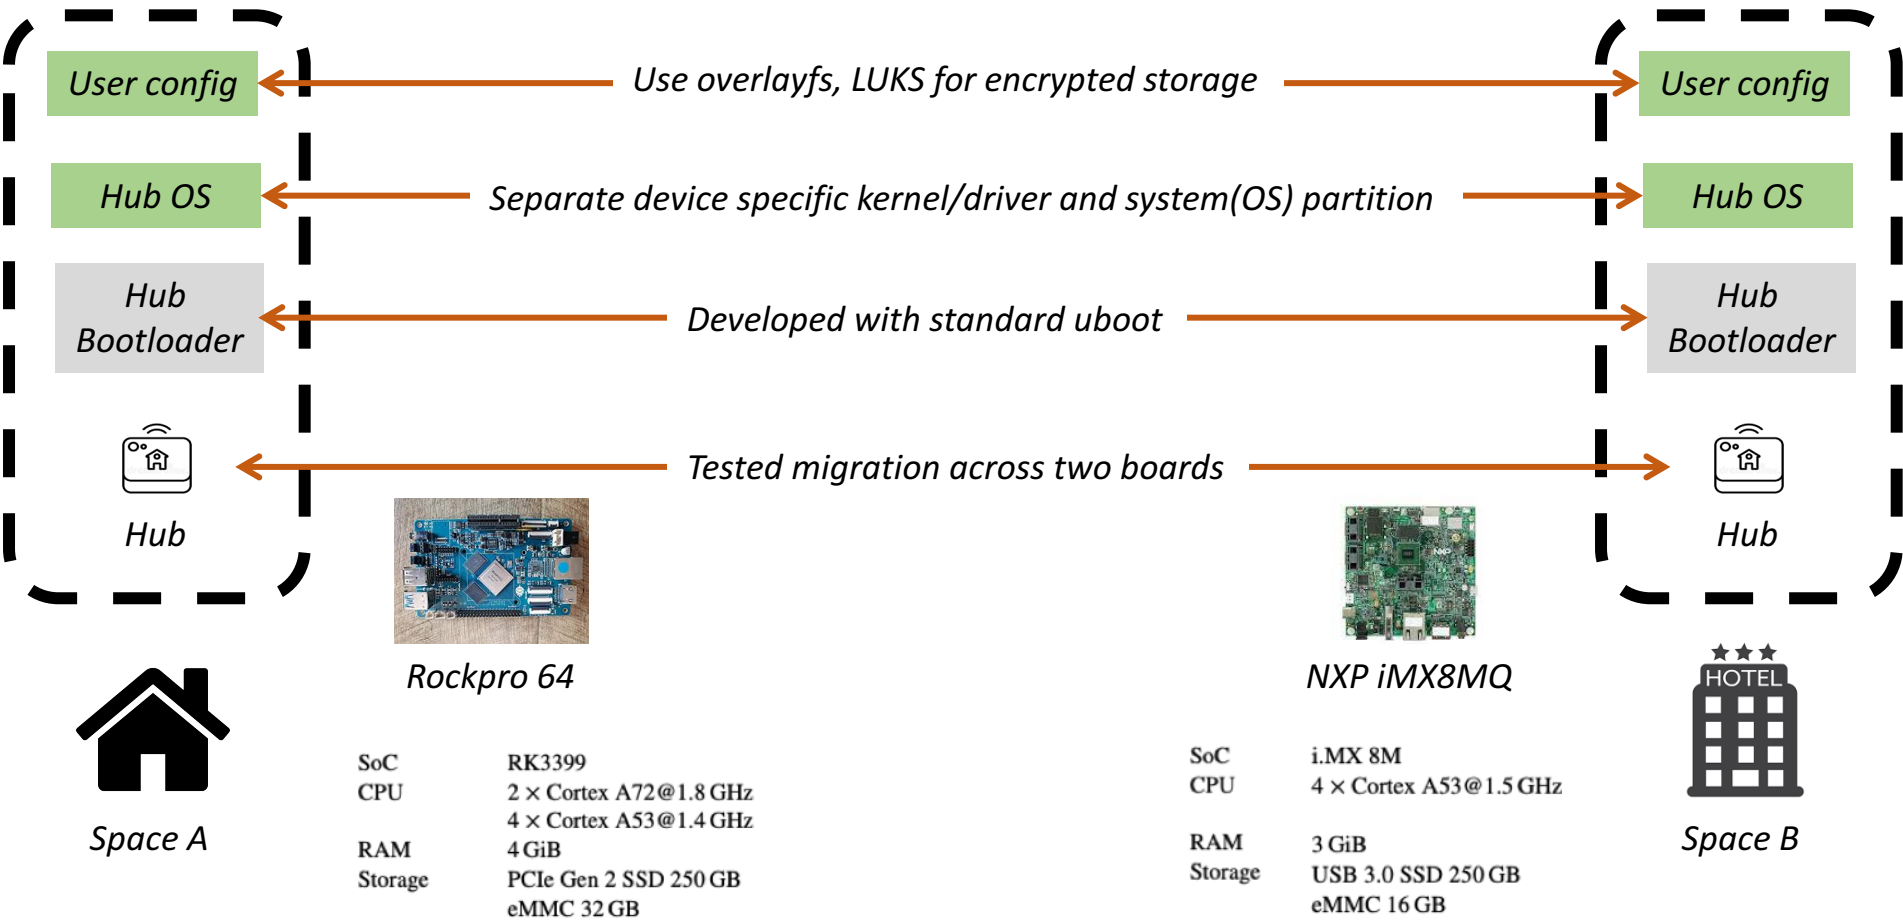 User config
Use overlayfs, LUKS for encrypted storage
User config
Hub OS
Separate device specific kernel/driver and system(OS) partition
Hub OS
Hub
Bootloader
Developed with standard uboot
Hub
Bootloader
Tested migration across two boards
Hub
Hub
NXP
Rockpro 64
NXP iMX8MQ
HOTEL
SoC RK3399
CPU 2 × Cortex A72@1.8 GHz
4 × Cortex A53@1.4 GHz
RAM 4 GiB
Storage PCIe Gen 2 SSD 250 GB
eMMC 32 GB
SoC i.MX 8M
CPU 4 × Cortex A53@1.5 GHz
RAM 3 GiB
Storage USB 3.0 SSD 250 GB
eMMC 16 GB
Space A
Space B